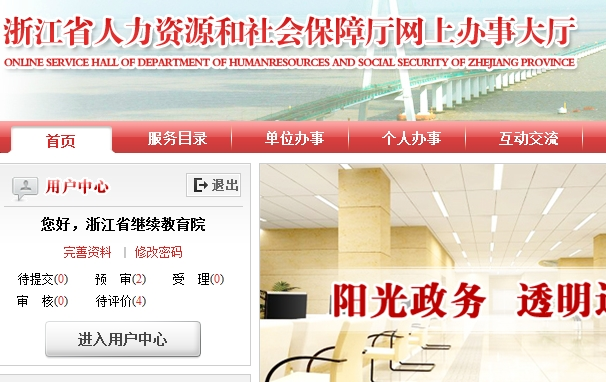 浙江省人力资源和社会保障厅网上办事大厅
ONLINE SERVICE HALL OF DEPARTMENT OF HUMANRESOURCES AND SOCIAL SECURITY OF ZHEJIANG PROVINCE
首页 服务目录 单位办事 个人办事 互动交流
用户中心 退出
您好，浙江省继续教育院
完善资料 | 修改密码
待提交(0) 预 审(2) 受 理(0)
审 核(0) 待评价(4)
进入用户中心
阳光政务 透明